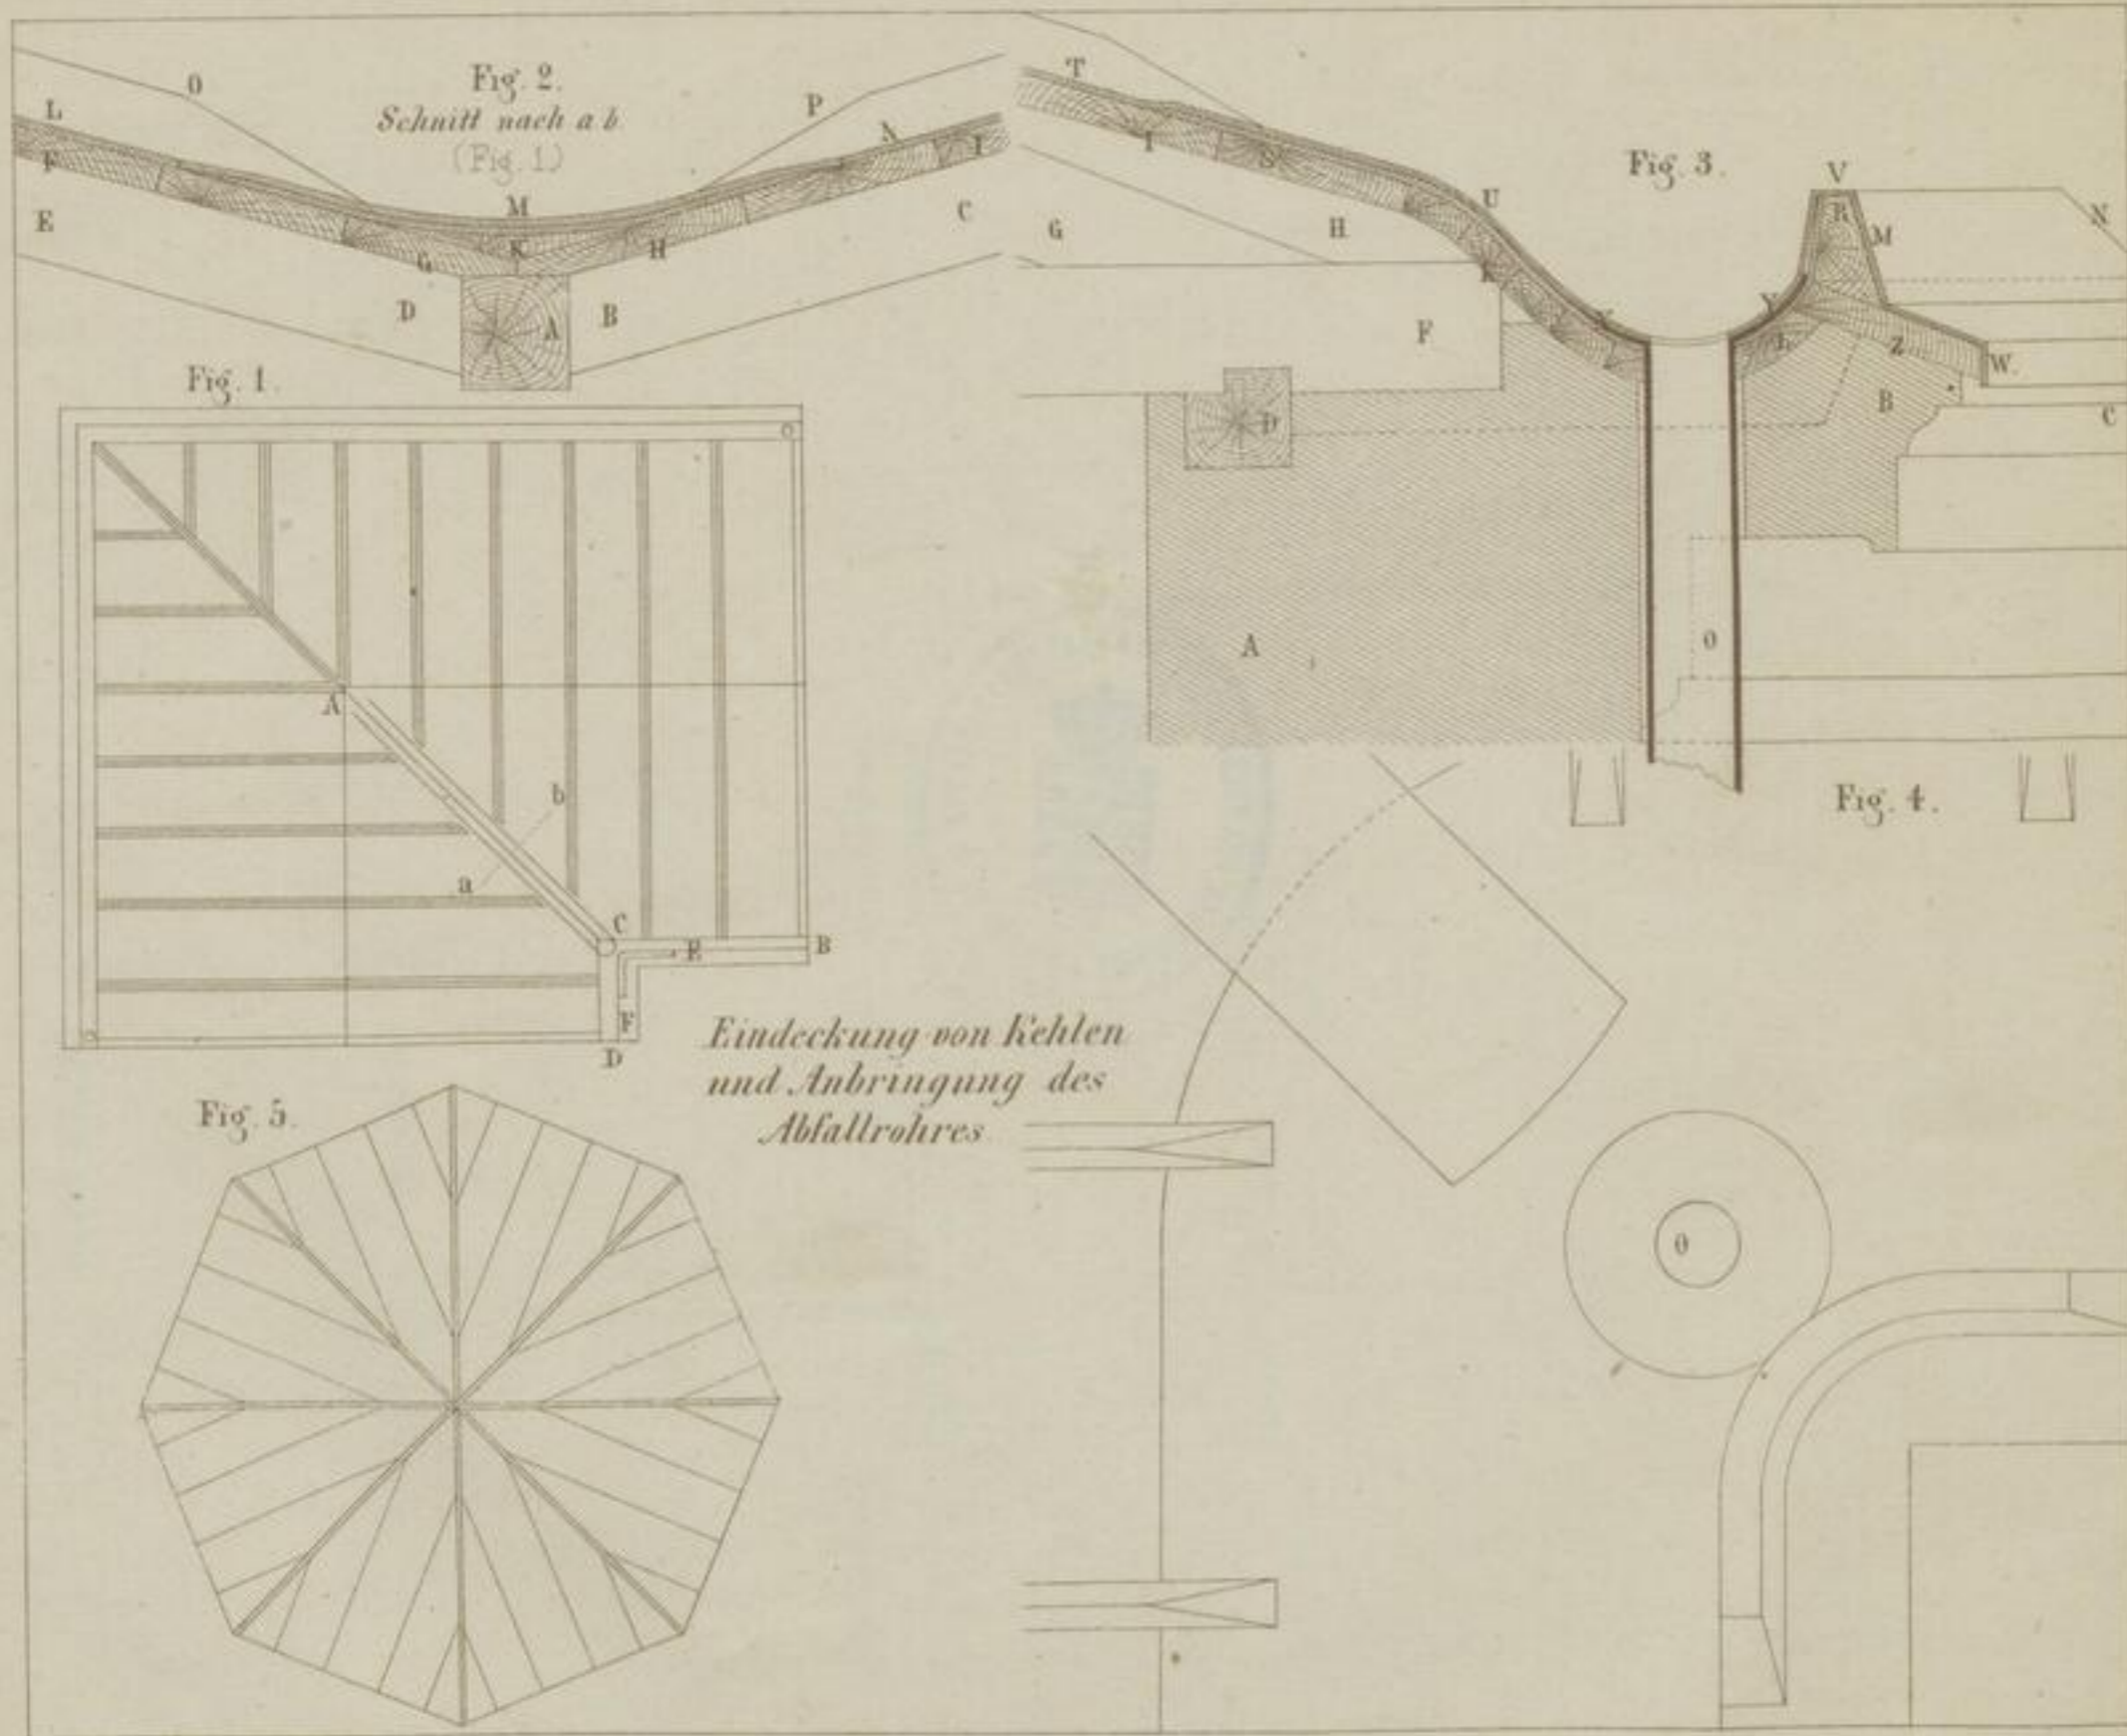 Fig. 2.
Schnitt nach a b
(Fig. 1)
O
P
L
N
F
I
M
E
C
K
G
H
D
A
B
Fig. 3.
T
V
I
S
U
R
N
G
H
M
K
Y
F
L
Z
W.
D
B
C
A
O
Fig. 1.
A
b
a
C
E
B
F
D
Fig. 4.
O
Eindeckung von Kehlen
und Anbringung des
Abfallrohres
Fig. 5.